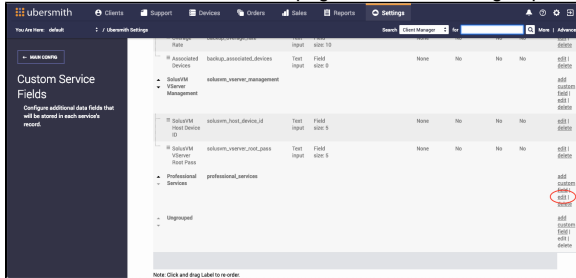 ubersmith Clients Support Devices Orders Sales Reports Settings
You Are Here: default / Ubersmith Settings Search Client Manager for More | Advance
← MAIN CONFIG
Custom Service Fields
Configure additional data fields that will be stored in each service's record.
Rate input size: 10 delete
Associated Devices backup_associated_devices Text input Field size: 0 None No No No edit | delete
SolusVM VServer Management solusvm_vserver_management add custom field | edit | delete
SolusVM Host Device ID solusvm_host_device_id Text input Field size: 5 None No No No edit | delete
SolusVM VServer Root Pass solusvm_vserver_root_pass Text input Field size: 5 None No No No edit | delete
Professional Services professional_services add custom field | edit | delete
Ungrouped add custom field | edit | delete
Note: Click and drag Label to re-order.